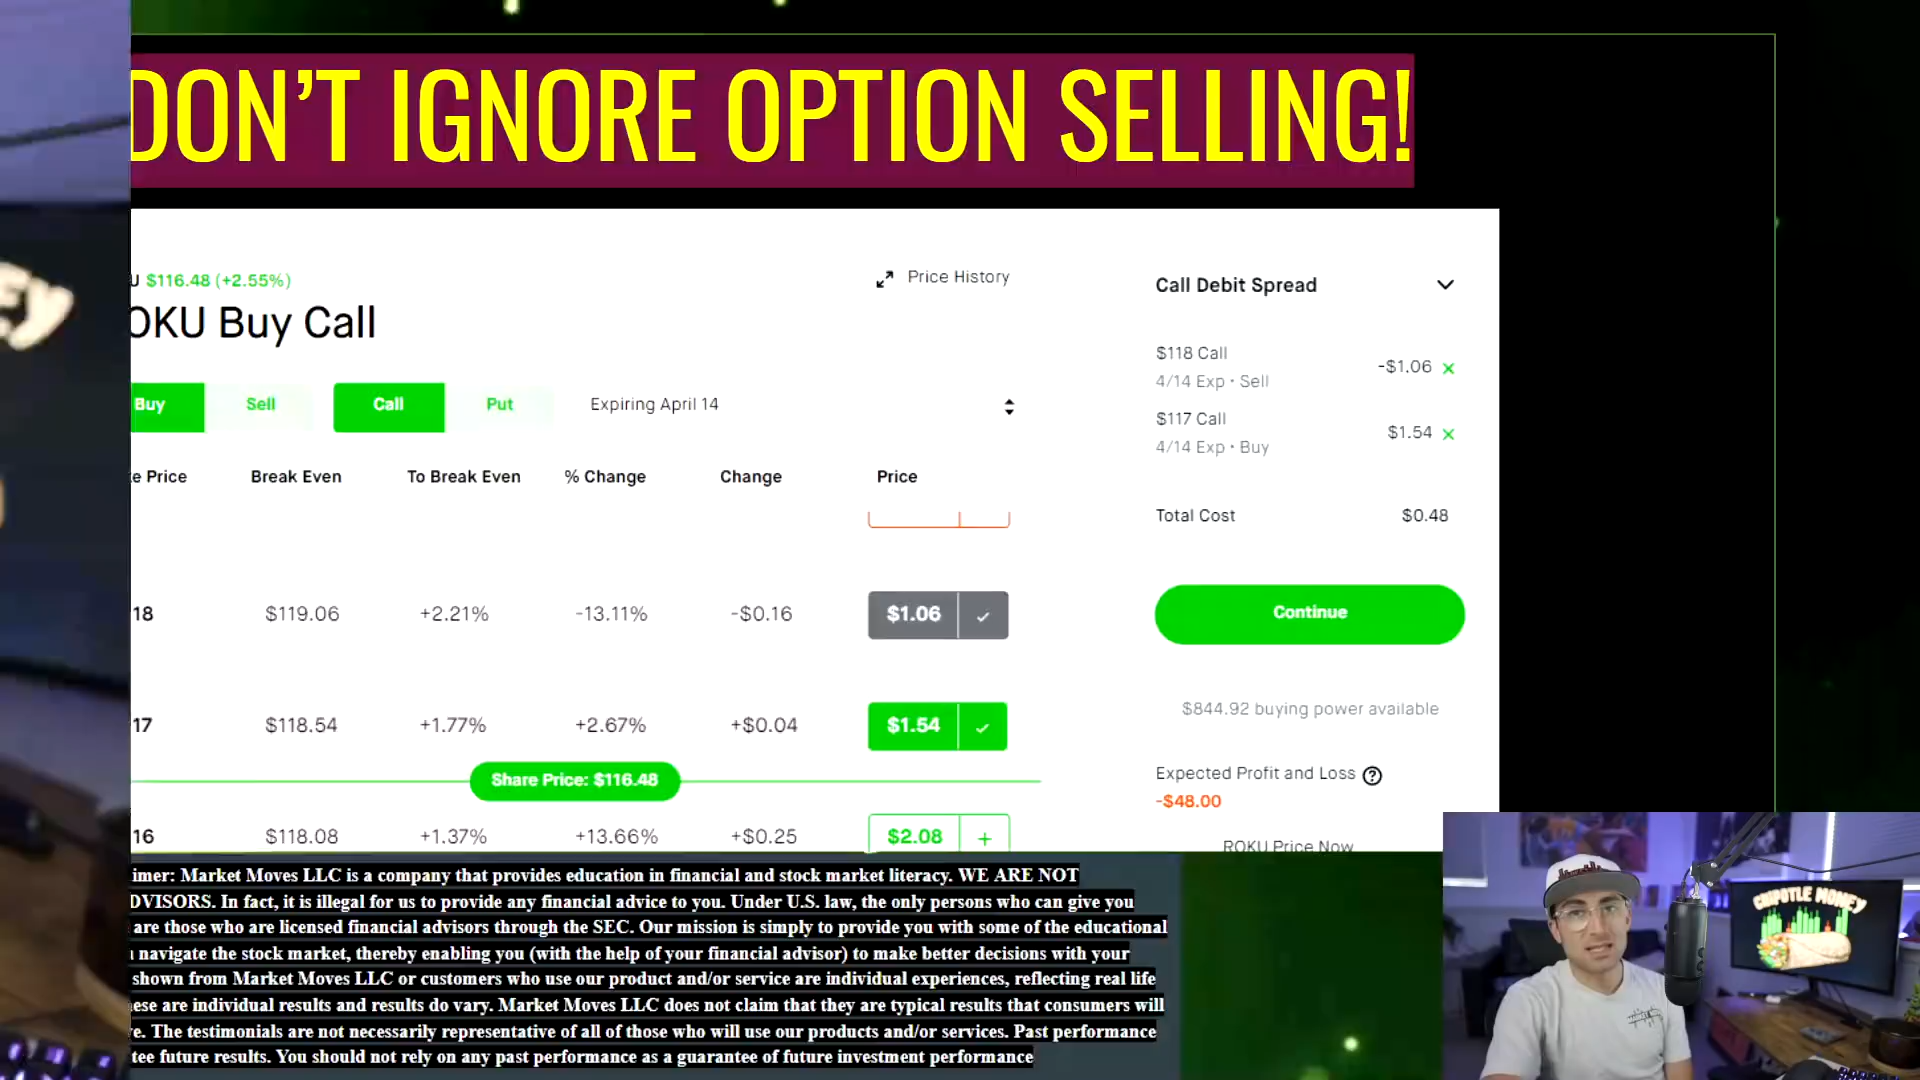 DON'T IGNORE OPTION SELLING!
U $116.48 (+2.55%)
OKU Buy Call
Price History
Buy Sell Call Put Expiring April 14
e Price Break Even To Break Even % Change Change Price
18 $119.06 +2.21% -13.11% -$0.16 $1.06
17 $118.54 +1.77% +2.67% +$0.04 $1.54
Share Price: $116.48
16 $118.08 +1.37% +13.66% +$0.25 $2.08 +
Call Debit Spread
$118 Call
4/14 Exp • Sell
-$1.06
$117 Call
4/14 Exp • Buy
$1.54
Total Cost $0.48
Continue
$844.92 buying power available
Expected Profit and Loss ?
-$48.00
ROKU Price Now
imer: Market Moves LLC is a company that provides education in financial and stock market literacy. WE ARE NOT
DVISORS. In fact, it is illegal for us to provide any financial advice to you. Under U.S. law, the only persons who can give you
are those who are licensed financial advisors through the SEC. Our mission is simply to provide you with some of the educational
navigate the stock market, thereby enabling you (with the help of your financial advisor) to make better decisions with your
shown from Market Moves LLC or customers who use our product and/or service are individual experiences, reflecting real life
ese are individual results and results do vary. Market Moves LLC does not claim that they are typical results that consumers will
e. The testimonials are not necessarily representative of all of those who will use our products and/or services. Past performance
tee future results. You should not rely on any past performance as a guarantee of future investment performance
CHIPOTLE MONEY